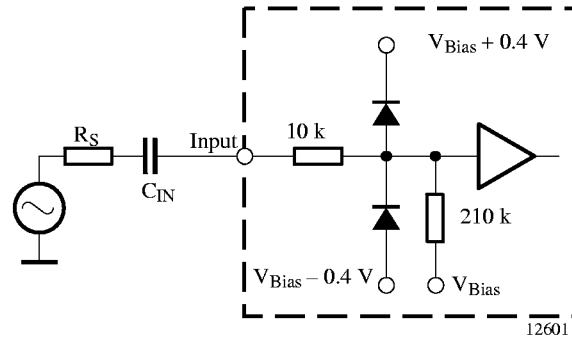 V_Bias + 0.4 V
R_S
Input
10 k
C_IN
210 k
V_Bias – 0.4 V
V_Bias
12601